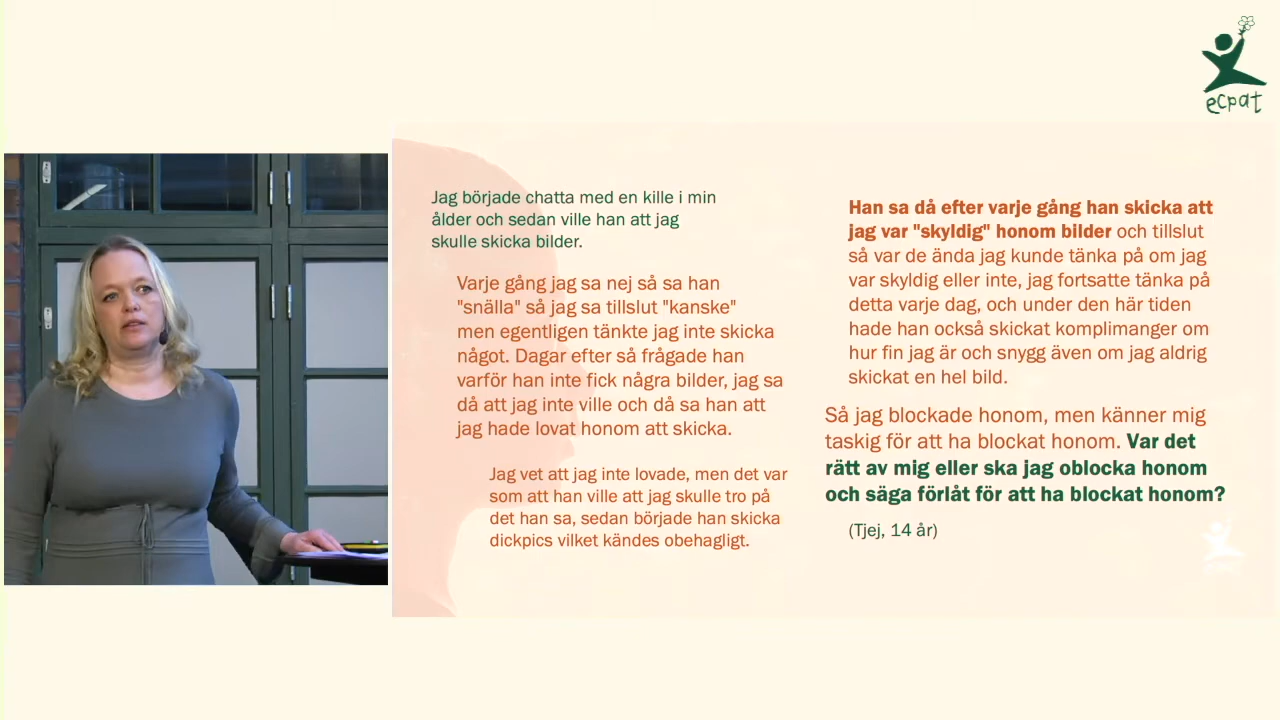 ecpat
Jag började chatta med en kille i min
ålder och sedan ville han att jag
skulle skicka bilder.
Varje gång jag sa nej så sa han
"snälla" så jag sa tillslut "kanske"
men egentligen tänkte jag inte skicka
något. Dagar efter så frågade han
varför han inte fick några bilder, jag sa
då att jag inte ville och då sa han att
jag hade lovat honom att skicka.
Jag vet att jag inte lovade, men det var
som att han ville att jag skulle tro på
det han sa, sedan började han skicka
dickpics vilket kändes obehagligt.
Han sa då efter varje gång han skicka att
jag var "skyldig" honom bilder och tillslut
så var de ända jag kunde tänka på om jag
var skyldig eller inte, jag fortsatte tänka på
detta varje dag, och under den här tiden
hade han också skickat komplimanger om
hur fin jag är och snygg även om jag aldrig
skickat en hel bild.
Så jag blockade honom, men känner mig
taskig för att ha blockat honom. Var det
rätt av mig eller ska jag oblocka honom
och säga förlåt för att ha blockat honom?
(Tjej, 14 år)